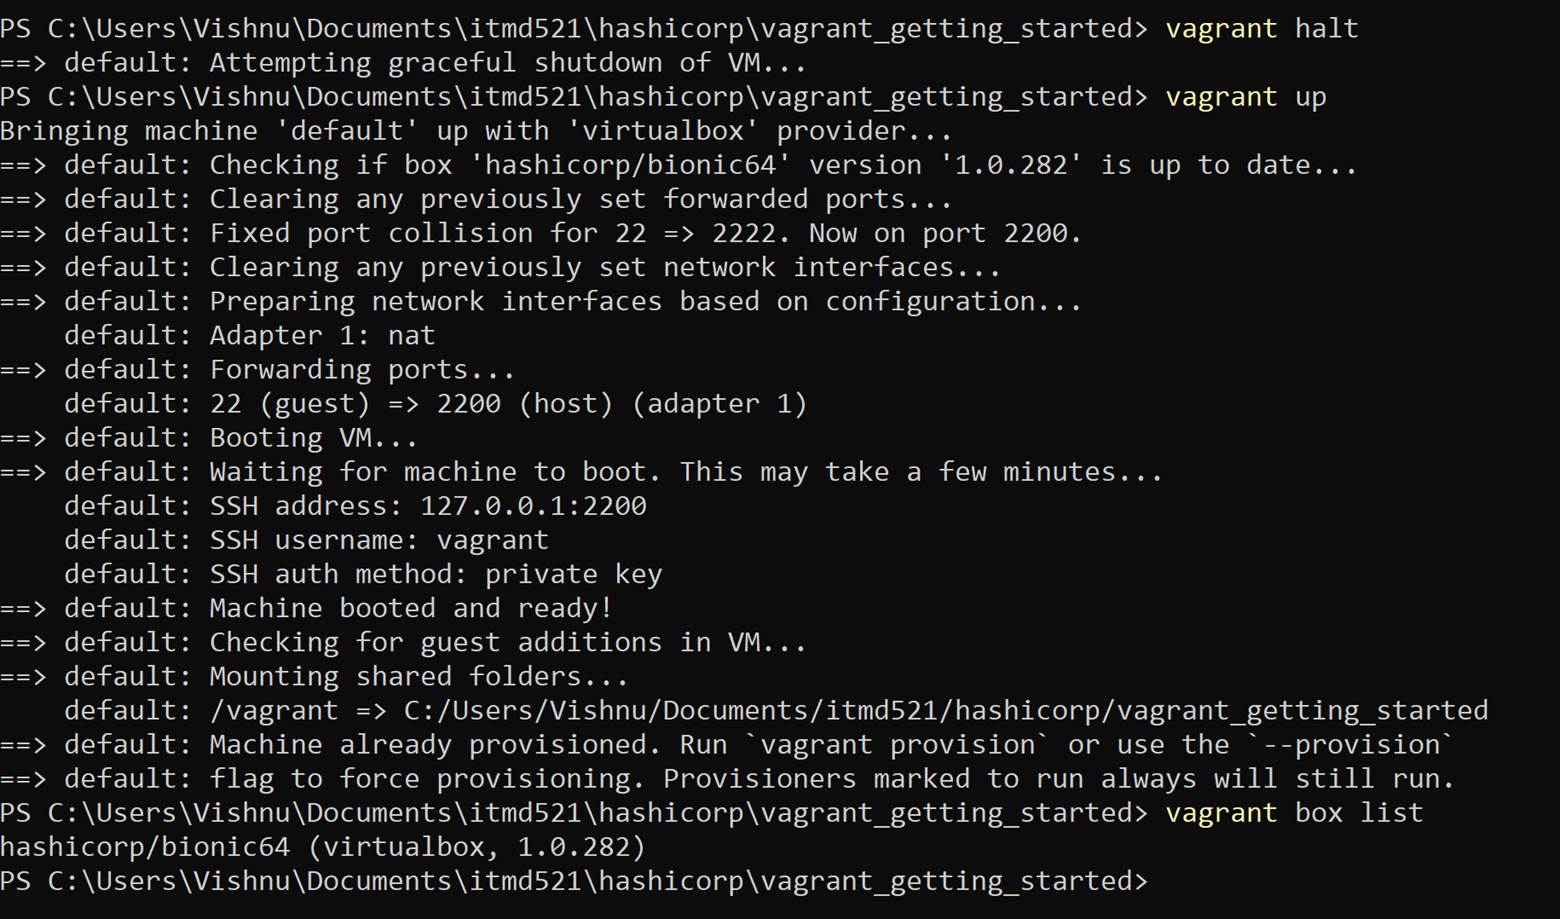 PS C:\Users\Vishnu\Documents\itmd521\hashicorp\vagrant_getting_started> vagrant halt
==> default: Attempting graceful shutdown of VM...
PS C:\Users\Vishnu\Documents\itmd521\hashicorp\vagrant_getting_started> vagrant up
Bringing machine 'default' up with 'virtualbox' provider...
==> default: Checking if box 'hashicorp/bionic64' version '1.0.282' is up to date...
==> default: Clearing any previously set forwarded ports...
==> default: Fixed port collision for 22 => 2222. Now on port 2200.
==> default: Clearing any previously set network interfaces...
==> default: Preparing network interfaces based on configuration...
    default: Adapter 1: nat
==> default: Forwarding ports...
    default: 22 (guest) => 2200 (host) (adapter 1)
==> default: Booting VM...
==> default: Waiting for machine to boot. This may take a few minutes...
    default: SSH address: 127.0.0.1:2200
    default: SSH username: vagrant
    default: SSH auth method: private key
==> default: Machine booted and ready!
==> default: Checking for guest additions in VM...
==> default: Mounting shared folders...
    default: /vagrant => C:/Users/Vishnu/Documents/itmd521/hashicorp/vagrant_getting_started
==> default: Machine already provisioned. Run `vagrant provision` or use the `--provision`
==> default: flag to force provisioning. Provisioners marked to run always will still run.
PS C:\Users\Vishnu\Documents\itmd521\hashicorp\vagrant_getting_started> vagrant box list
hashicorp/bionic64 (virtualbox, 1.0.282)
PS C:\Users\Vishnu\Documents\itmd521\hashicorp\vagrant_getting_started>